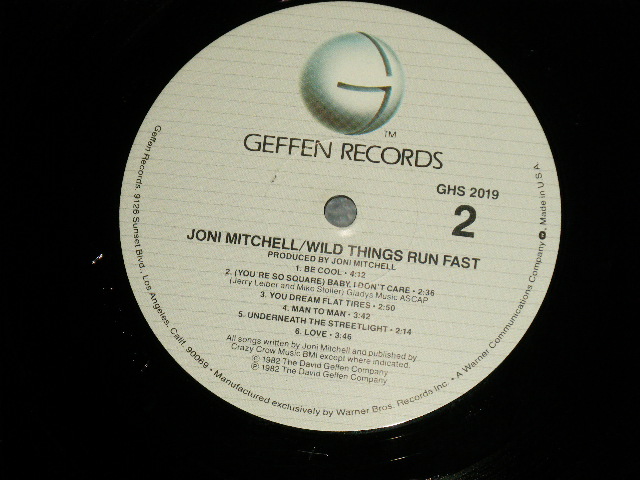 TM
GEFFEN RECORDS
GHS 2019
2
JONI MITCHELL/WILD THINGS RUN FAST
PRODUCED BY JONI MITCHELL
1. BE COOL • 4:12
2. (YOU'RE SO SQUARE) BABY, I DON'T CARE • 2:36
(Jerry Leiber and Mike Stoller) Gladys Music ASCAP
3. YOU DREAM FLAT TIRES • 2:50
4. MAN TO MAN • 3:42
5. UNDERNEATH THE STREETLIGHT • 2:14
6. LOVE • 3:46
All songs written by Joni Mitchell and published by
Crazy Crow Music BMI except where indicated.
Ⓟ 1982 The David Geffen Company
© 1982 The David Geffen Company
Geffen Records, 9126 Sunset Blvd., Los Angeles, Calif. 90069 • Manufactured exclusively by Warner Bros. Records Inc. • A Warner Communications Company Made in U.S.A.